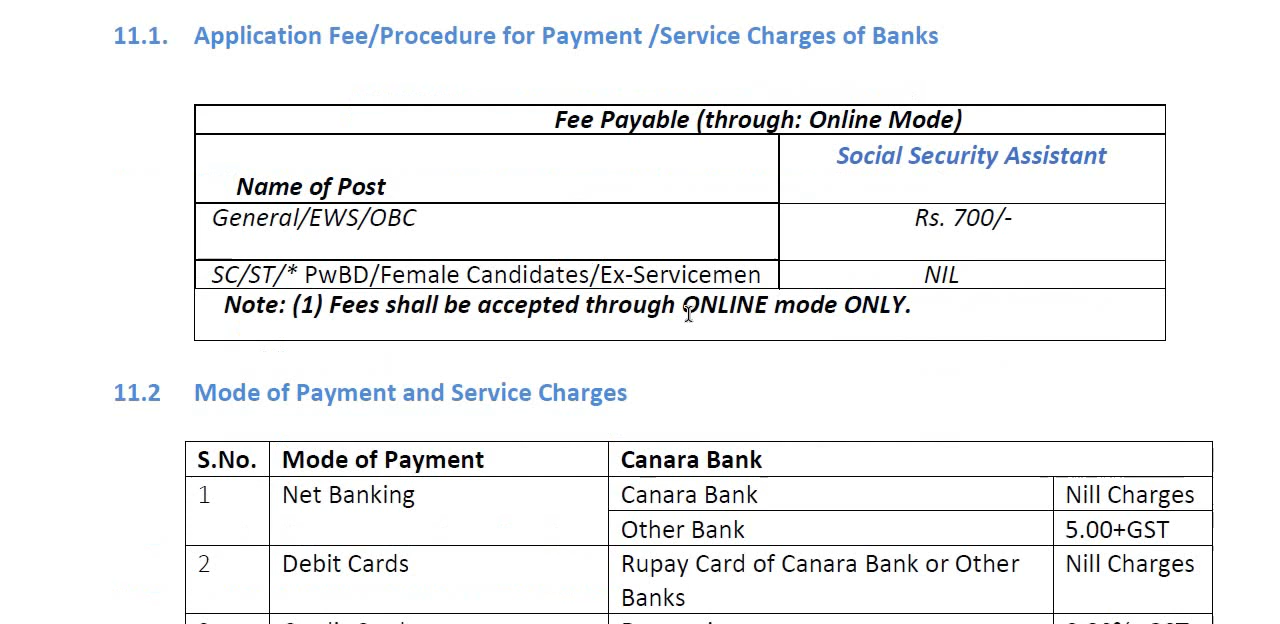 11.1. Application Fee/Procedure for Payment /Service Charges of Banks
Fee Payable (through: Online Mode)
Social Security Assistant
Name of Post
General/EWS/OBC Rs. 700/-
SC/ST/* PwBD/Female Candidates/Ex-Servicemen NIL
Note: (1) Fees shall be accepted through ONLINE mode ONLY.
11.2 Mode of Payment and Service Charges
S.No. Mode of Payment Canara Bank
1 Net Banking Canara Bank Nill Charges
Other Bank 5.00+GST
2 Debit Cards Rupay Card of Canara Bank or Other Nill Charges
Banks